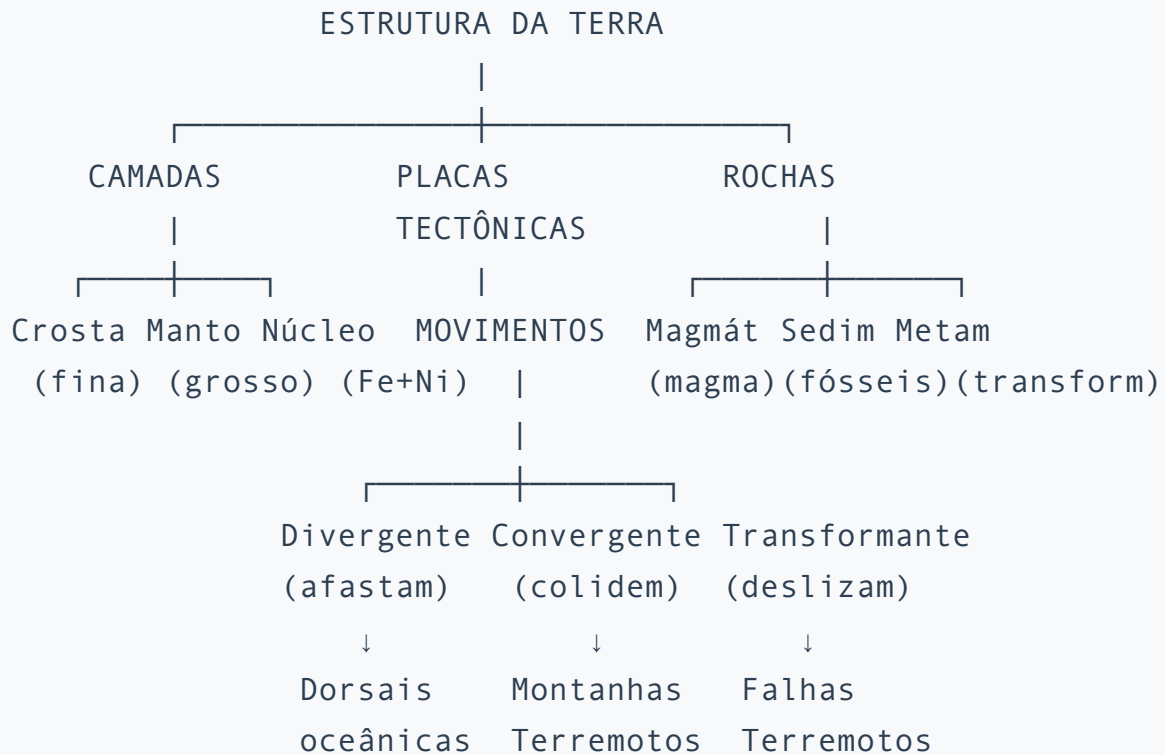 ESTRUTURA DA TERRA
CAMADAS PLACAS ROCHAS
TECTÔNICAS
Crosta Manto Núcleo MOVIMENTOS Magmát Sedim Metam
(fina) (grosso) (Fe+Ni) (magma)(fósseis)(transform)
Divergente Convergente Transformante
(afastam) (colidem) (deslizam)
↓ ↓ ↓
Dorsais Montanhas Falhas
oceânicas Terremotos Terremotos